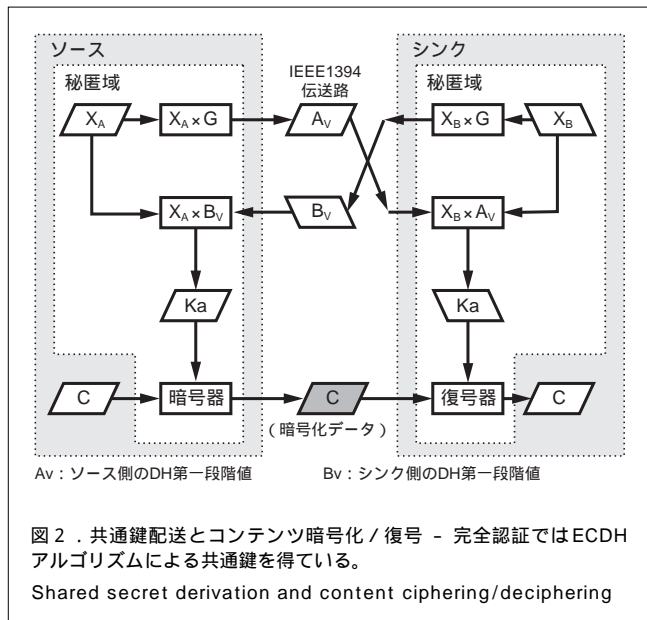 ソース
シンク
秘匿域
IEEE1394
伝送路
秘匿域
XA
XA×G
AV
XB×G
XB
XA×BV
BV
XB×AV
Ka
Ka
C
暗号器
C
復号器
C
(暗号化データ)
Av:ソース側のDH第一段階値
Bv:シンク側のDH第一段階値
図2.共通鍵配送とコンテンツ暗号化/復号 - 完全認証ではECDH
アルゴリズムによる共通鍵を得ている。
Shared secret derivation and content ciphering/deciphering